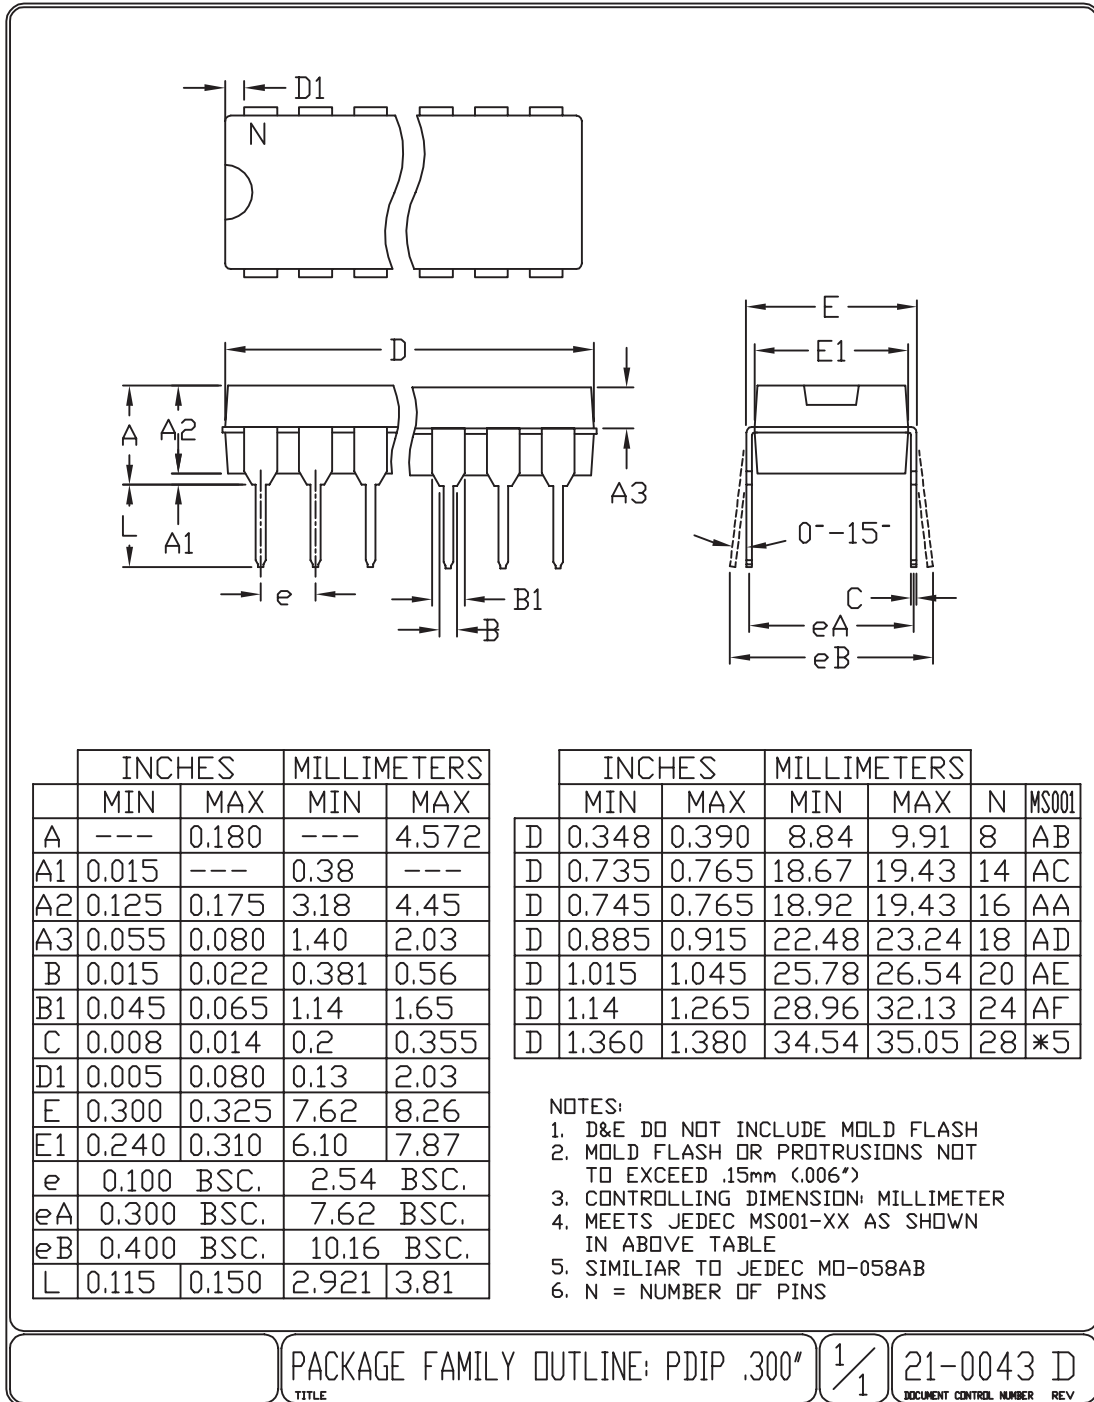 D1
N
E
D
E1
A
A2
A3
L
A1
0°-15°
e
B1
B
C
eA
eB
INCHES MILLIMETERS
MIN MAX MIN MAX
A --- 0.180 --- 4.572
A1 0.015 --- 0.38 ---
A2 0.125 0.175 3.18 4.45
A3 0.055 0.080 1.40 2.03
B 0.015 0.022 0.381 0.56
B1 0.045 0.065 1.14 1.65
C 0.008 0.014 0.2 0.355
D1 0.005 0.080 0.13 2.03
E 0.300 0.325 7.62 8.26
E1 0.240 0.310 6.10 7.87
e 0.100 BSC. 2.54 BSC.
eA 0.300 BSC. 7.62 BSC.
eB 0.400 BSC. 10.16 BSC.
L 0.115 0.150 2.921 3.81
INCHES MILLIMETERS
MIN MAX MIN MAX N MS001
D 0.348 0.390 8.84 9.91 8 AB
D 0.735 0.765 18.67 19.43 14 AC
D 0.745 0.765 18.92 19.43 16 AA
D 0.885 0.915 22.48 23.24 18 AD
D 1.015 1.045 25.78 26.54 20 AE
D 1.14 1.265 28.96 32.13 24 AF
D 1.360 1.380 34.54 35.05 28 *5
NOTES:
1. D&E DO NOT INCLUDE MOLD FLASH
2. MOLD FLASH OR PROTRUSIONS NOT
TO EXCEED .15mm (.006")
3. CONTROLLING DIMENSION: MILLIMETER
4. MEETS JEDEC MS001-XX AS SHOWN
IN ABOVE TABLE
5. SIMILIAR TO JEDEC MO-058AB
6. N = NUMBER OF PINS
PACKAGE FAMILY OUTLINE: PDIP .300"
TITLE
1/1
21-0043 D
DOCUMENT CONTROL NUMBER REV